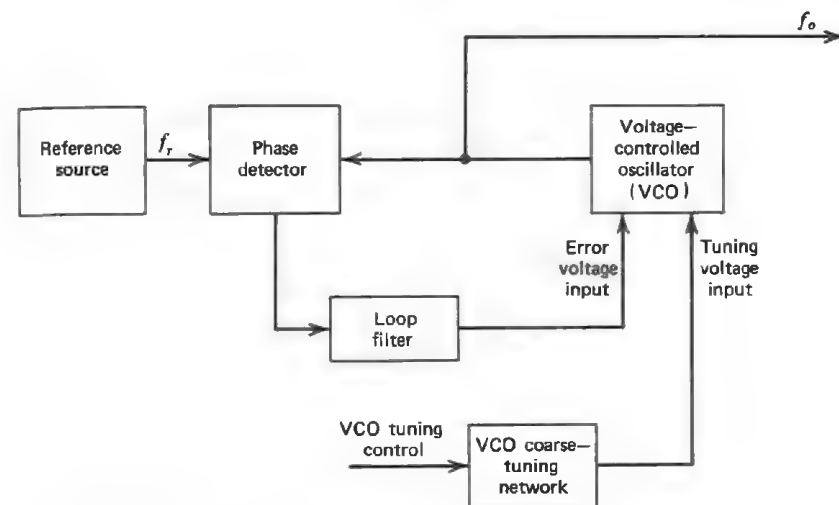 f_o
Reference
source
f_r
Phase
detector
Voltage–
controlled
oscillator
(VCO)
Error
voltage
input
Tuning
voltage
input
Loop
filter
VCO tuning
control
VCO coarse–
tuning
network